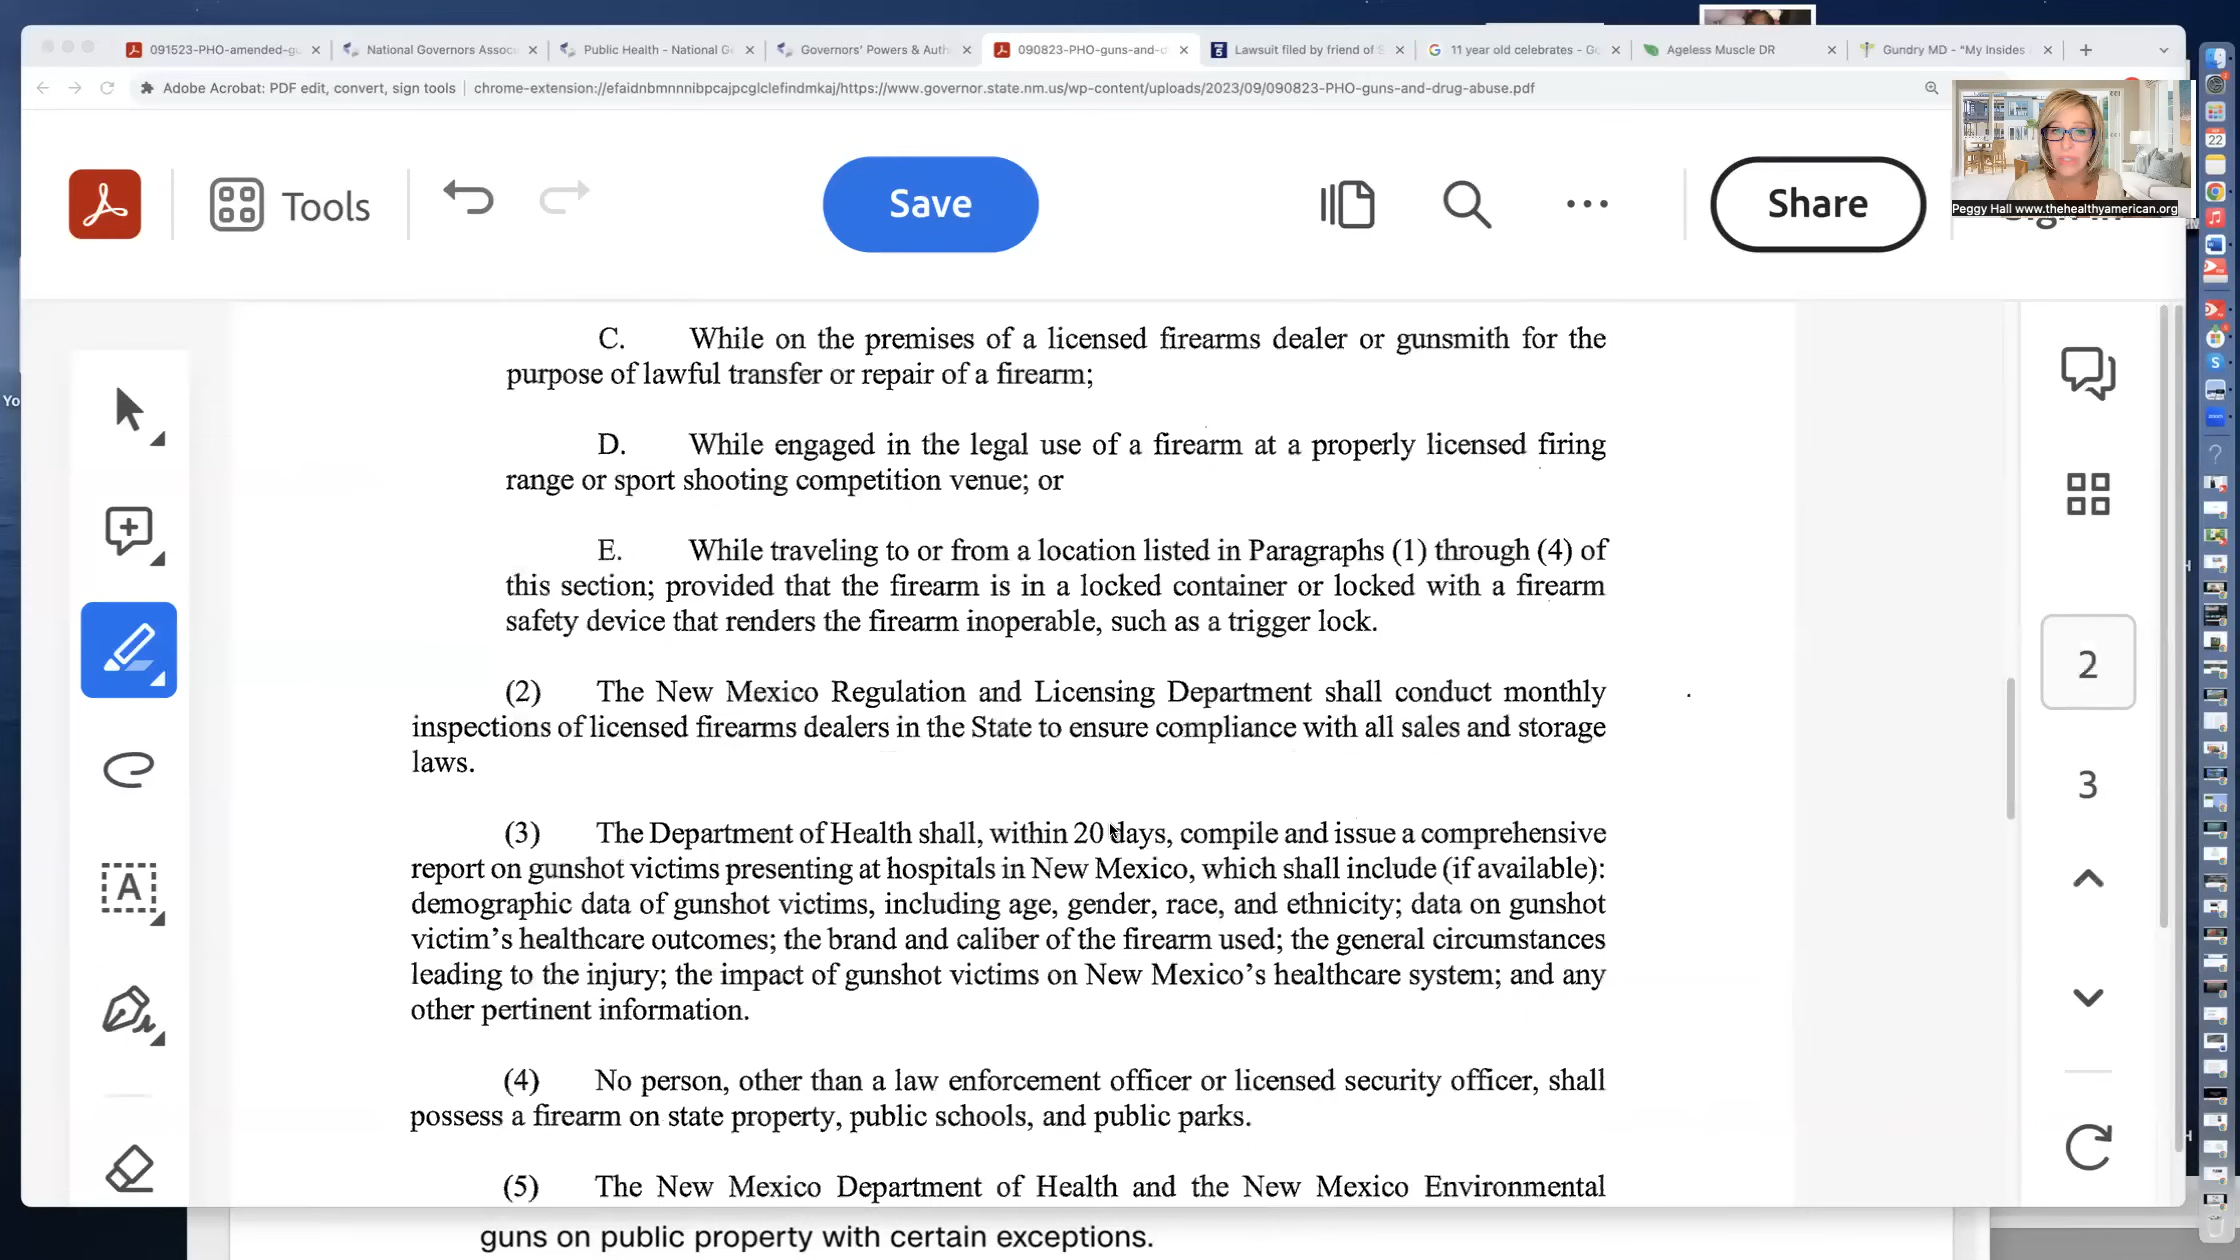 091523-PHO-amended-gu
National Governors Assoc
Public Health - National Go
Governors' Powers & Auth
090823-PHO-guns-and-d
Lawsuit filed by friend of S
11 year old celebrates - Go
Ageless Muscle DR
Gundry MD - "My Insides
Adobe Acrobat: PDF edit, convert, sign tools
chrome-extension://efaidnbmnnnibpcajpcglclefindmkaj/https://www.governor.state.nm.us/wp-content/uploads/2023/09/090823-PHO-guns-and-drug-abuse.pdf
Tools
Save
Share
Peggy Hall www.thehealthyamerican.org
22
Yo
C. While on the premises of a licensed firearms dealer or gunsmith for the
purpose of lawful transfer or repair of a firearm;
D. While engaged in the legal use of a firearm at a properly licensed firing
range or sport shooting competition venue; or
E. While traveling to or from a location listed in Paragraphs (1) through (4) of
this section; provided that the firearm is in a locked container or locked with a firearm
safety device that renders the firearm inoperable, such as a trigger lock.
(2) The New Mexico Regulation and Licensing Department shall conduct monthly
inspections of licensed firearms dealers in the State to ensure compliance with all sales and storage
laws.
(3) The Department of Health shall, within 20 days, compile and issue a comprehensive
report on gunshot victims presenting at hospitals in New Mexico, which shall include (if available):
demographic data of gunshot victims, including age, gender, race, and ethnicity; data on gunshot
victim's healthcare outcomes; the brand and caliber of the firearm used; the general circumstances
leading to the injury; the impact of gunshot victims on New Mexico's healthcare system; and any
other pertinent information.
(4) No person, other than a law enforcement officer or licensed security officer, shall
possess a firearm on state property, public schools, and public parks.
(5) The New Mexico Department of Health and the New Mexico Environmental
guns on public property with certain exceptions.
2
3